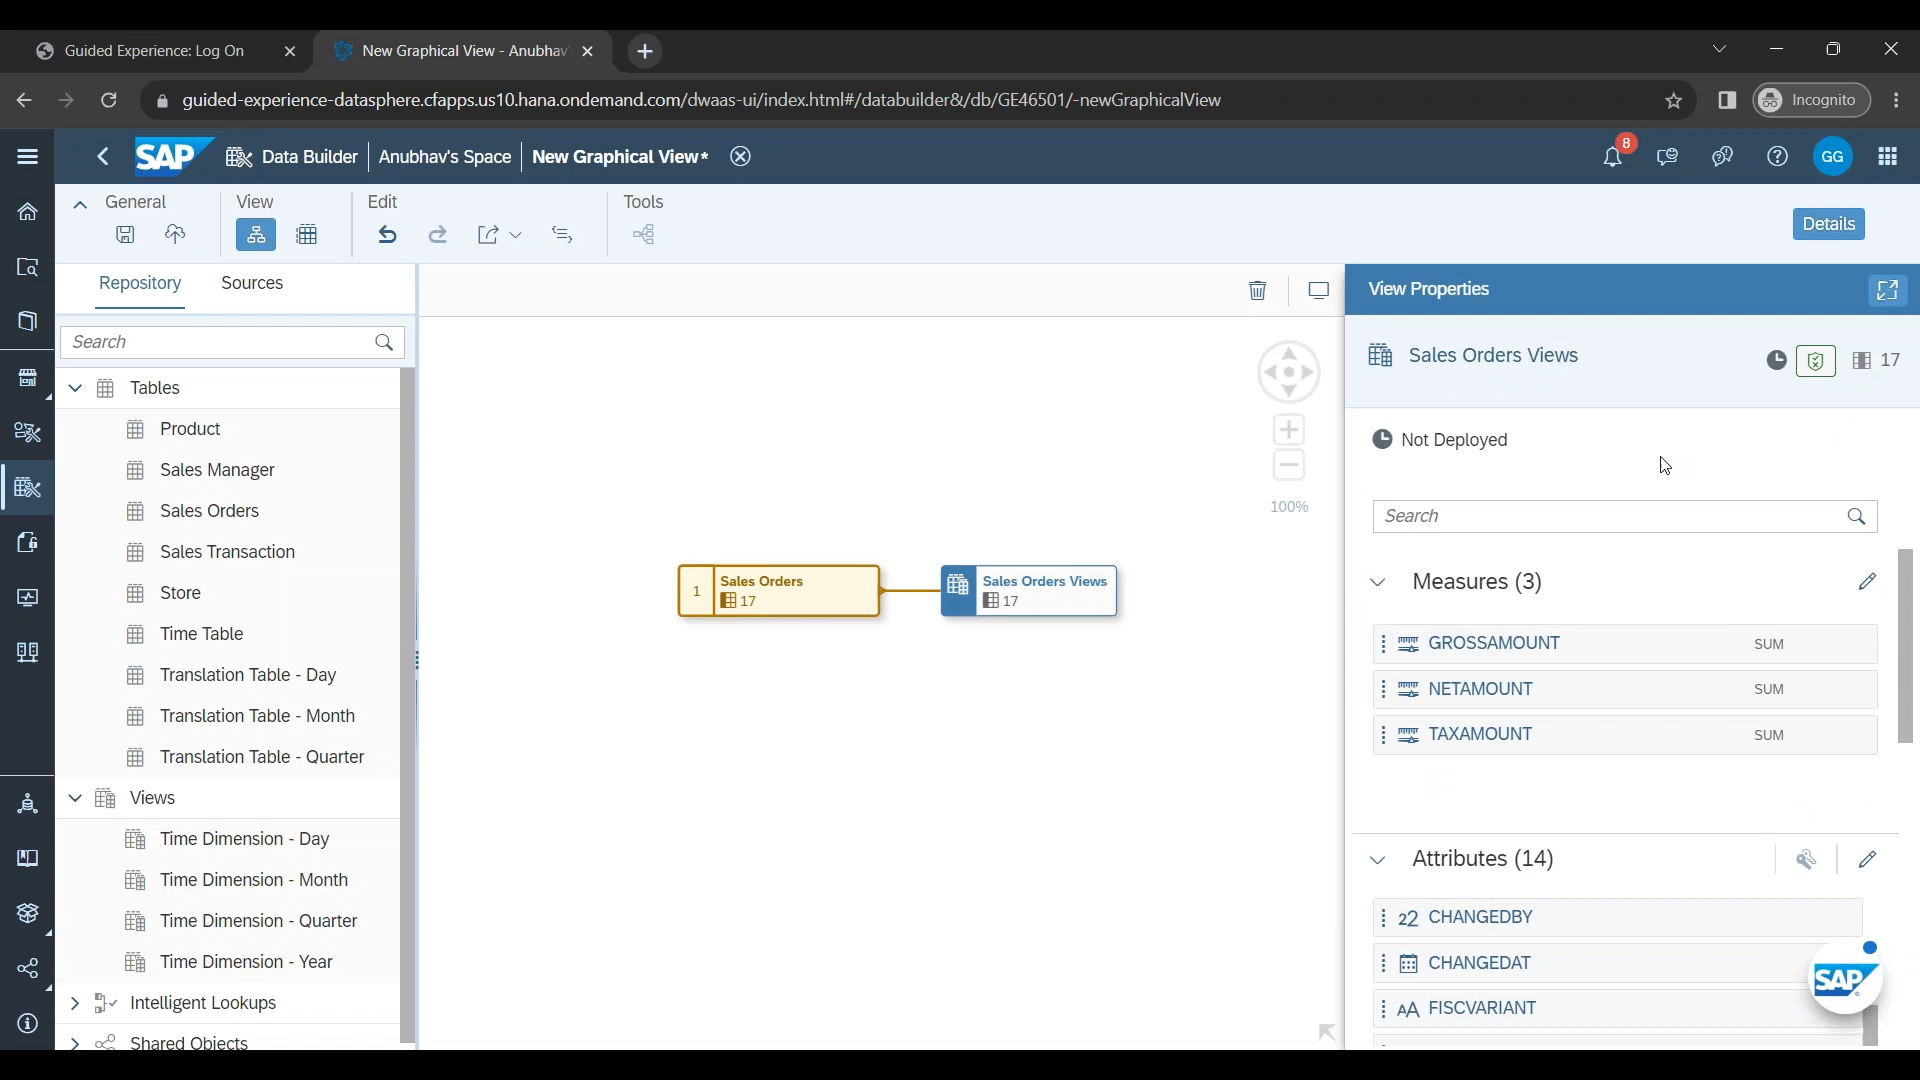 Guided Experience: Log On
New Graphical View - Anubhav
guided-experience-datasphere.cfapps.us10.hana.ondemand.com/dwaas-ui/index.html#/databuilder&/db/GE46501/-newGraphicalView
Incognito
SAP
Data Builder
Anubhav's Space
New Graphical View*
8
GG
General
View
Edit
Tools
Details
Repository
Sources
Search
Tables
Product
Sales Manager
Sales Orders
Sales Transaction
Store
Time Table
Translation Table - Day
Translation Table - Month
Translation Table - Quarter
Views
Time Dimension - Day
Time Dimension - Month
Time Dimension - Quarter
Time Dimension - Year
Intelligent Lookups
Shared Objects
100%
1
Sales Orders
17
Sales Orders Views
17
View Properties
Sales Orders Views
17
Not Deployed
Search
Measures (3)
GROSSAMOUNT SUM
NETAMOUNT SUM
TAXAMOUNT SUM
Attributes (14)
22 CHANGEDBY
CHANGEDAT
AA FISCVARIANT
SAP